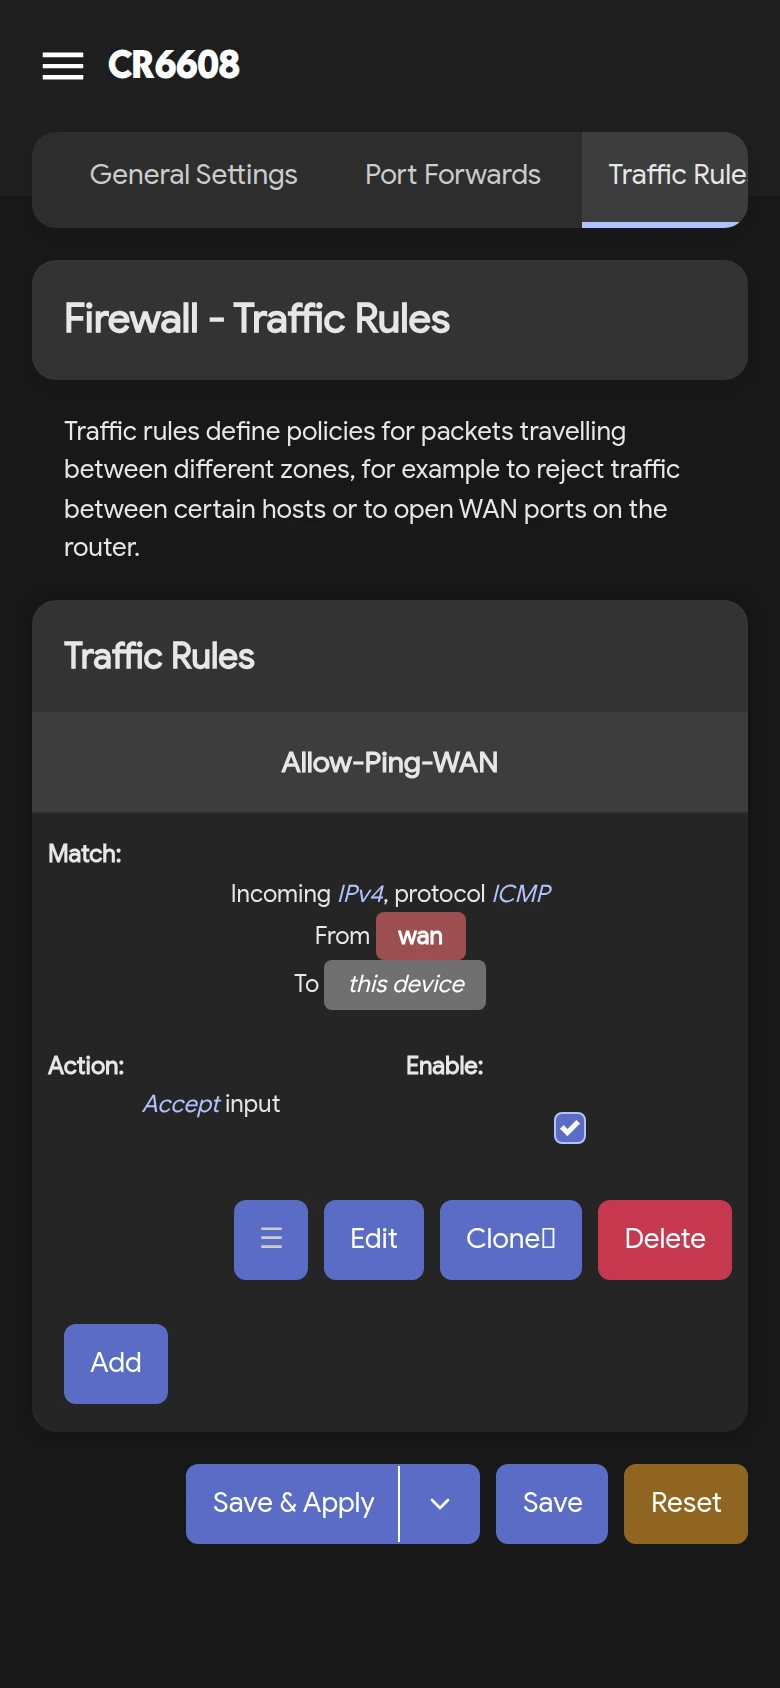 CR6608
General Settings Port Forwards Traffic Rule
Firewall - Traffic Rules
Traffic rules define policies for packets travelling
between different zones, for example to reject traffic
between certain hosts or to open WAN ports on the
router.
Traffic Rules
Allow-Ping-WAN
Match:
Incoming IPv4, protocol ICMP
From wan
To this device
Action: Enable:
Accept input
☰ Edit Clone▯ Delete
Add
Save & Apply Save Reset